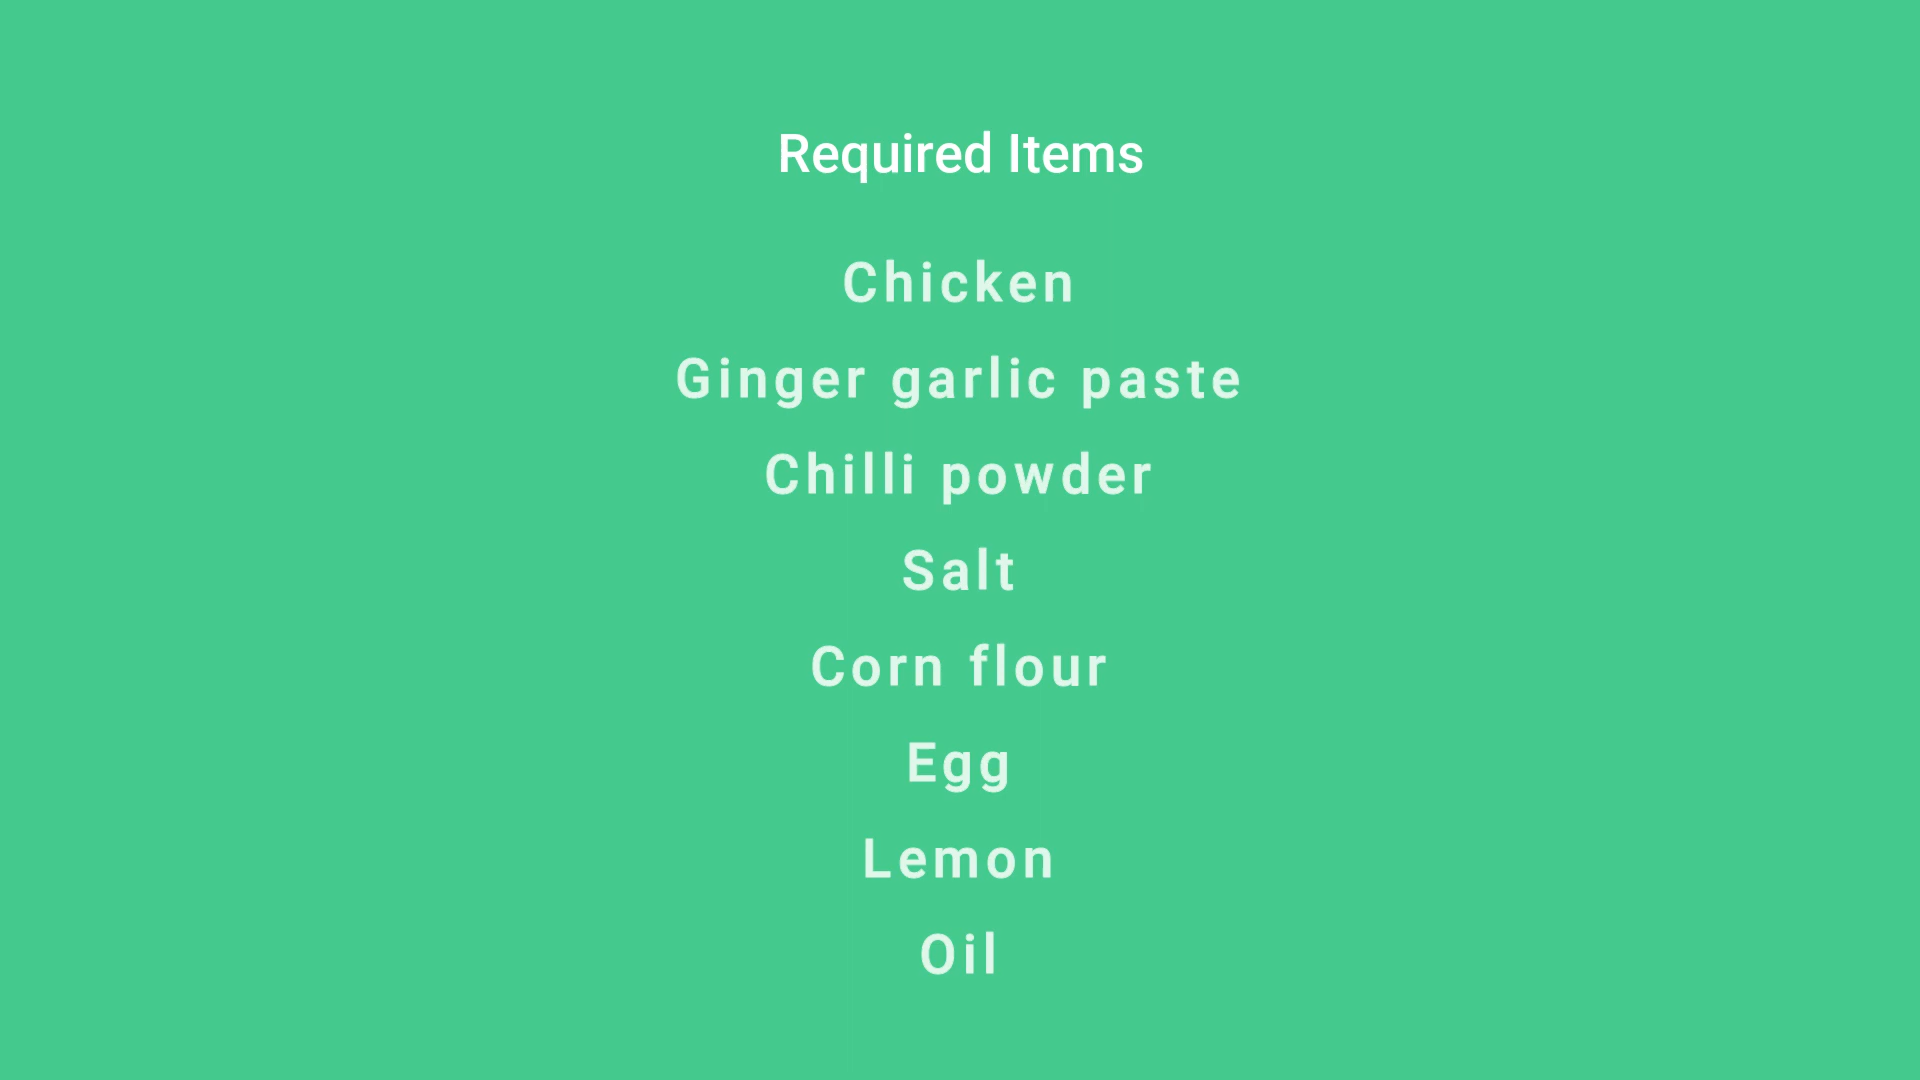 Required Items
Chicken
Ginger garlic paste
Chilli powder
Salt
Corn flour
Egg
Lemon
Oil